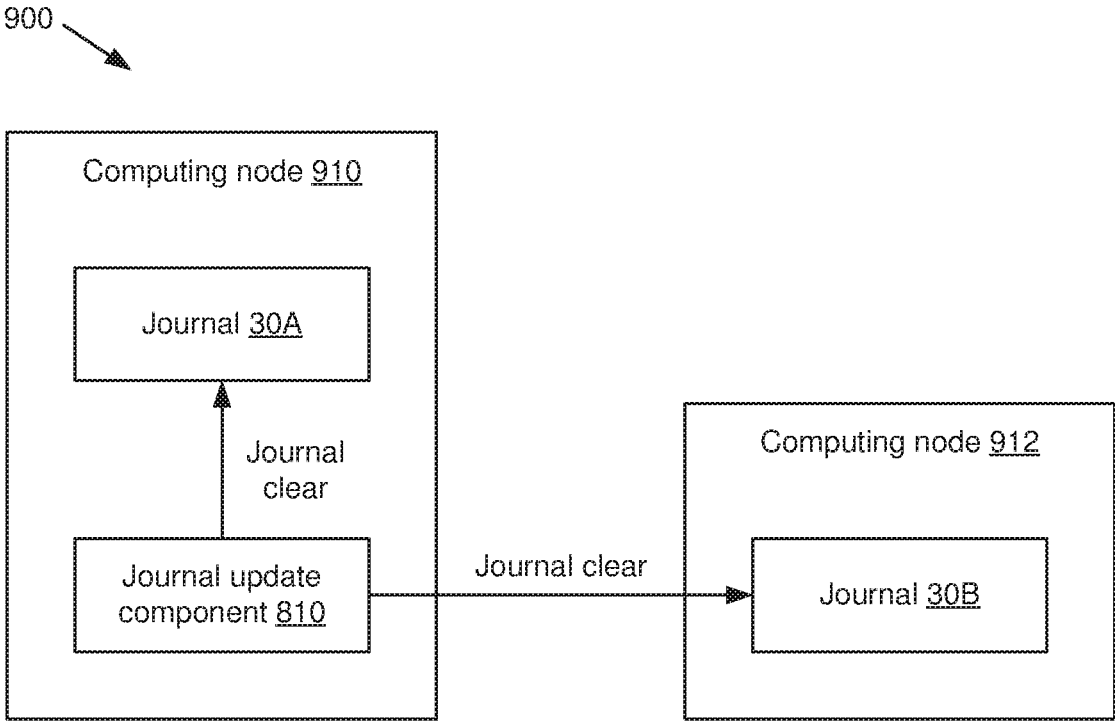 900
Computing node 910
Journal 30A
Journal
clear
Computing node 912
Journal update
component 810
Journal clear
Journal 30B